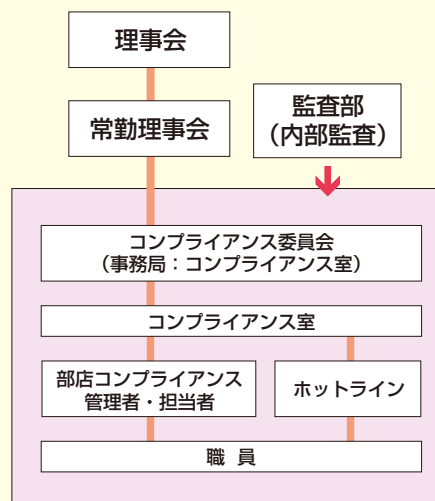 理事会
常勤理事会
監査部
（内部監査）
コンプライアンス委員会
（事務局：コンプライアンス室）
コンプライアンス室
部店コンプライアンス
管理者・担当者
ホットライン
職 員